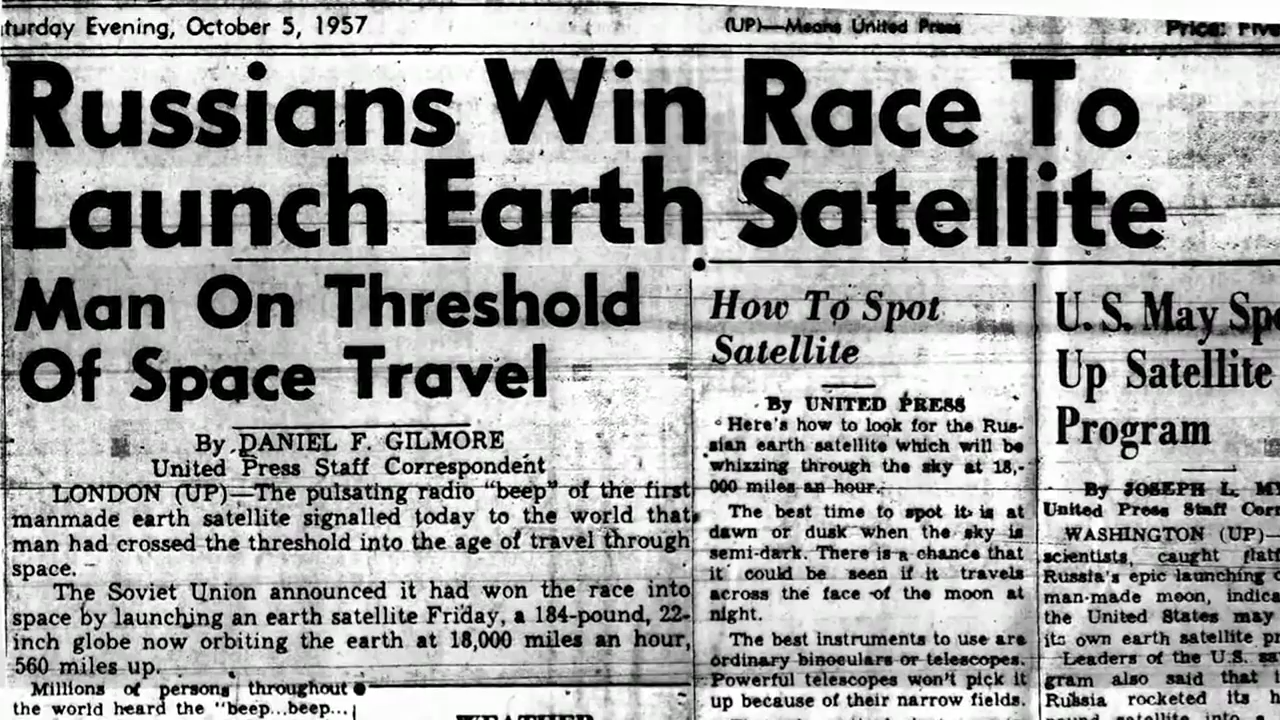 turday Evening, October 5, 1957
(UP)—Means United Press
Price: Five
Russians Win Race To
Launch Earth Satellite
Man On Threshold
Of Space Travel
By DANIEL F. GILMORE
United Press Staff Correspondent
LONDON (UP)—The pulsating radio "beep" of the first
manmade earth satellite signalled today to the world that
man had crossed the threshold into the age of travel through
space.
The Soviet Union announced it had won the race into
space by launching an earth satellite Friday, a 184-pound, 22-
inch globe now orbiting the earth at 18,000 miles an hour,
560 miles up.
Millions of persons throughout
the world heard the "beep...beep...
How To Spot
Satellite
By UNITED PRESS
Here's how to look for the Rus-
sian earth satellite which will be
whizzing through the sky at 18,-
000 miles an hour.
The best time to spot it is at
dawn or dusk when the sky is
semi-dark. There is a chance that
it could be seen if it travels
across the face of the moon at
night.
The best instruments to use are
ordinary binoculars or telescopes.
Powerful telescopes won't pick it
up because of their narrow fields.
U. S. May Spe
Up Satellite
Program
By JOSEPH L. MY
United Press Staff Corr
WASHINGTON (UP)—
scientists, caught flatf
Russia's epic launching
man-made moon, indica
the United States may
its own earth satellite pr
Leaders of the U.S. sa
gram also said that
Russia rocketed its h
satellite into a